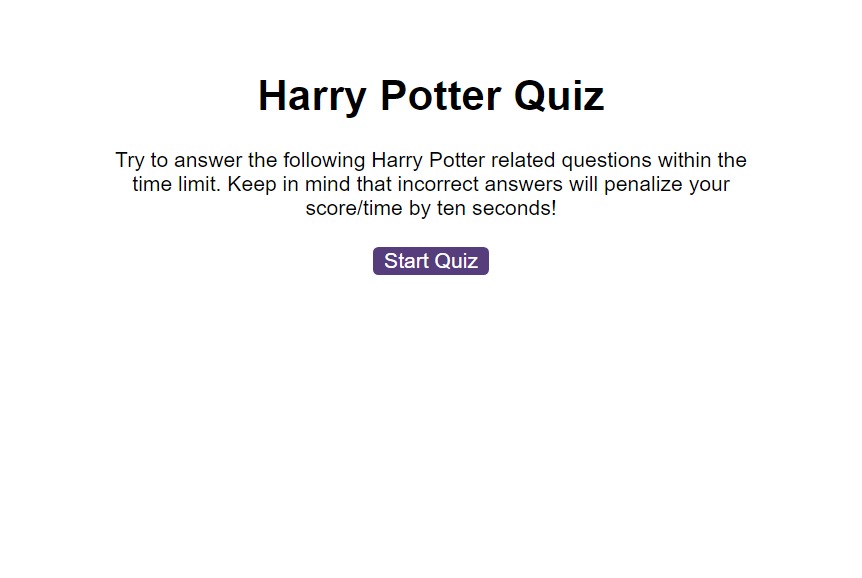 Harry Potter Quiz
Try to answer the following Harry Potter related questions within the
time limit. Keep in mind that incorrect answers will penalize your
score/time by ten seconds!
Start Quiz